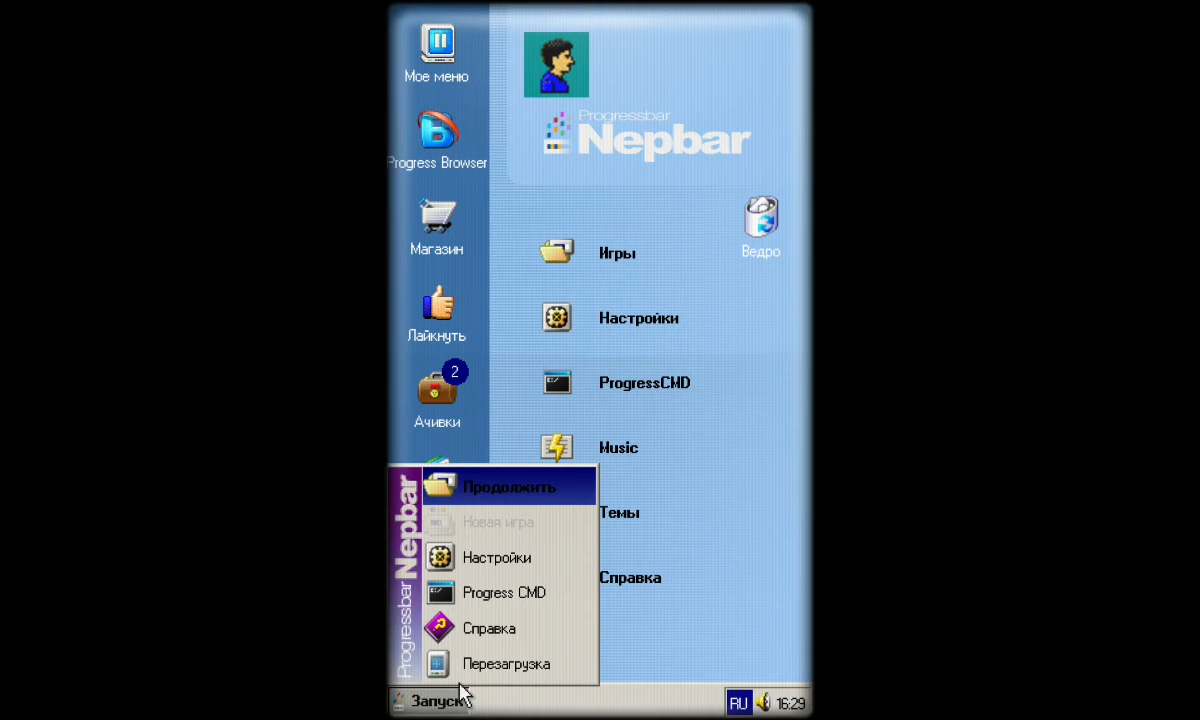 Мое меню
Progress Browser
Магазин
Лайкнуть
2
Ачивки
Progressbar
Nepbar
Ведро
Игры
Настройки
ProgressCMD
Music
Темы
Справка
Progressbar Nepbar
Продолжить
Новая игра
Настройки
Progress CMD
Справка
Перезагрузка
Запуск
RU
16:29